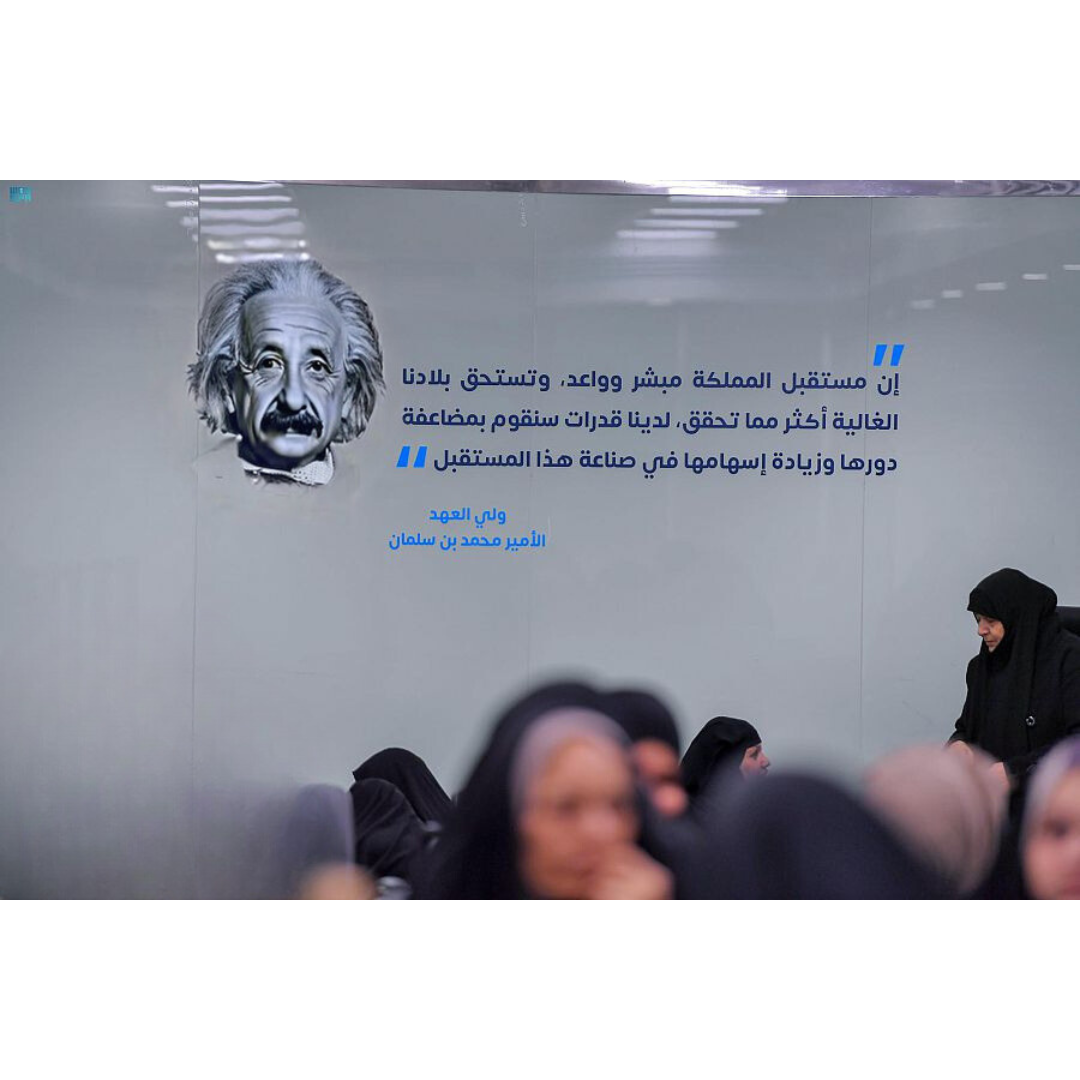 إن مستقبل المملكة مبشر وواعد، وتستحق بلادنا
الغالية أكثر مما تحقق، لدينا قدرات سنقوم بمضاعفة
دورها وزيادة إسهامها في صناعة هذا المستقبل
ولي العهد
الأمير محمد بن سلمان